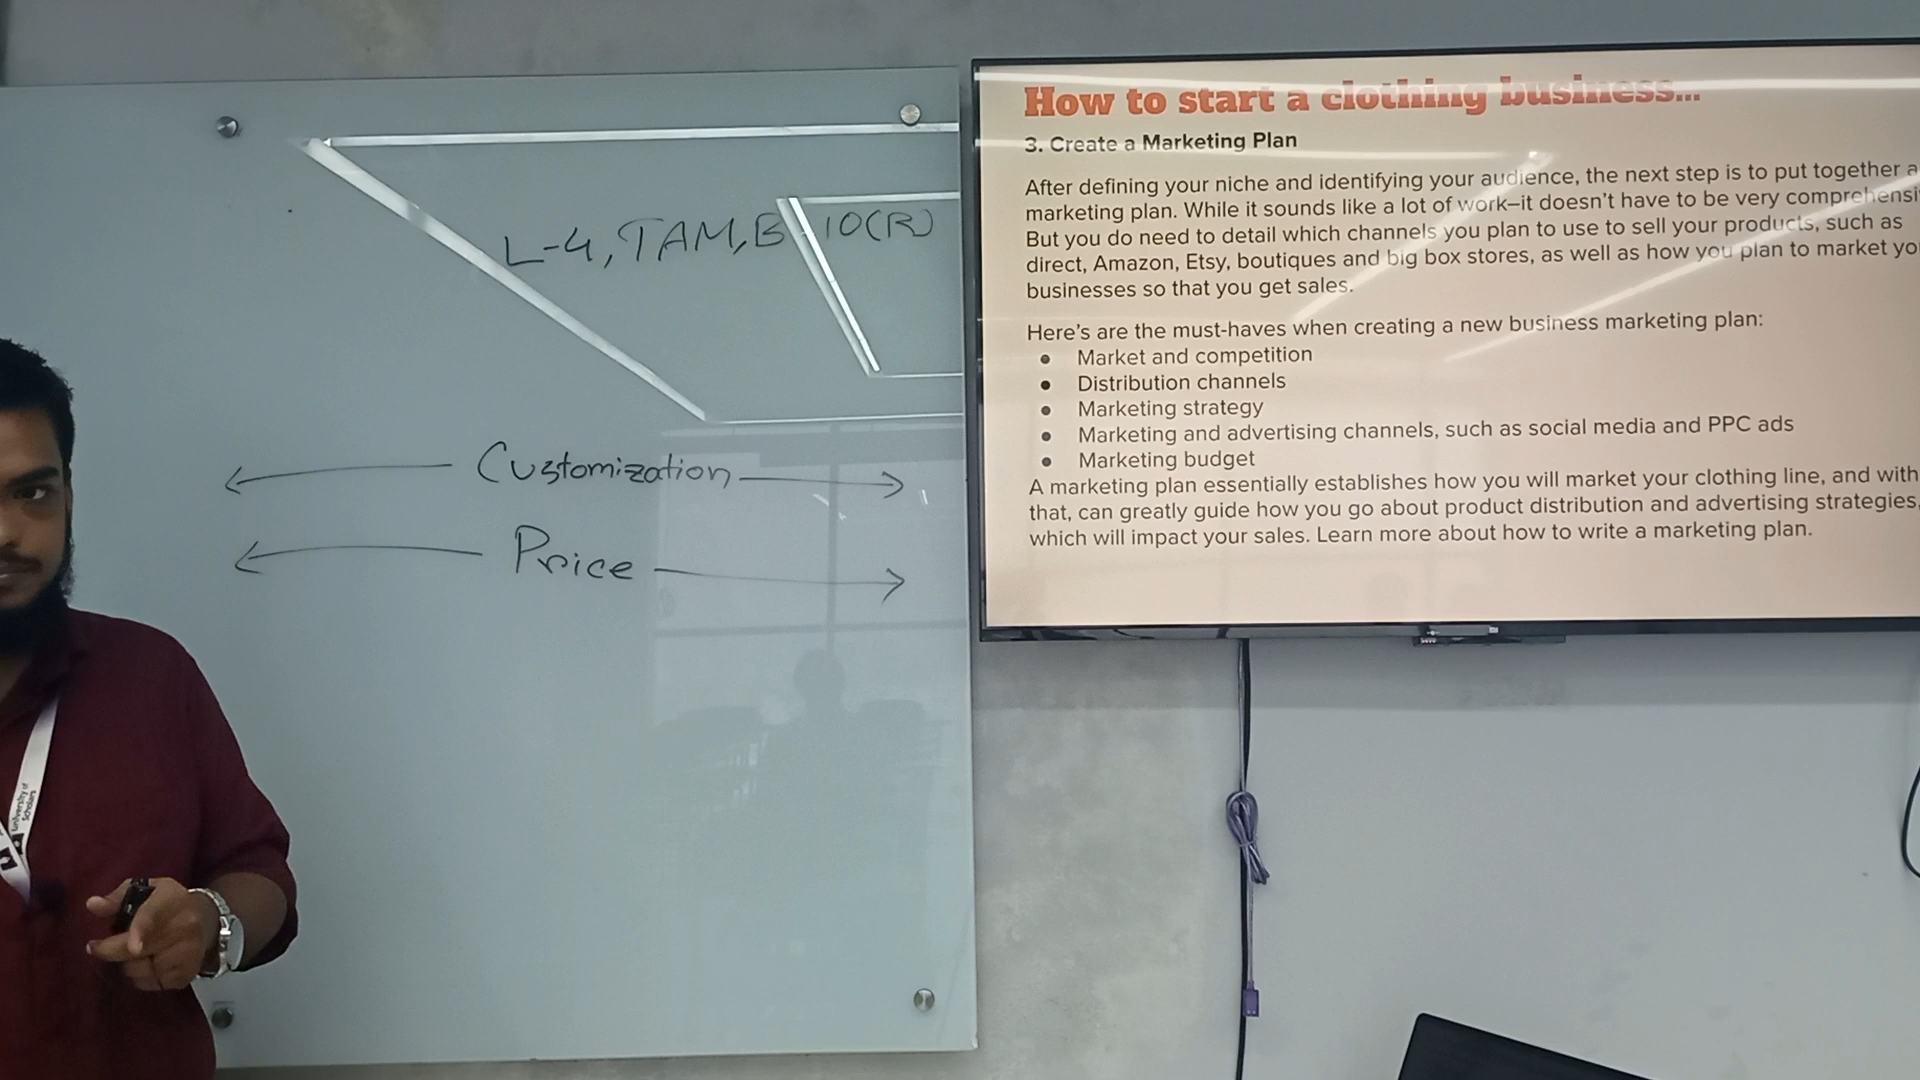 L-4, TAM, B-10(R)
Customization
Price
University of
Scholars
How to start a clothing business...
3. Create a Marketing Plan
After defining your niche and identifying your audience, the next step is to put together a
marketing plan. While it sounds like a lot of work–it doesn't have to be very comprehensi
But you do need to detail which channels you plan to use to sell your products, such as
direct, Amazon, Etsy, boutiques and big box stores, as well as how you plan to market yo
businesses so that you get sales.
Here's are the must-haves when creating a new business marketing plan:
● Market and competition
● Distribution channels
● Marketing strategy
● Marketing and advertising channels, such as social media and PPC ads
● Marketing budget
A marketing plan essentially establishes how you will market your clothing line, and with
that, can greatly guide how you go about product distribution and advertising strategies,
which will impact your sales. Learn more about how to write a marketing plan.